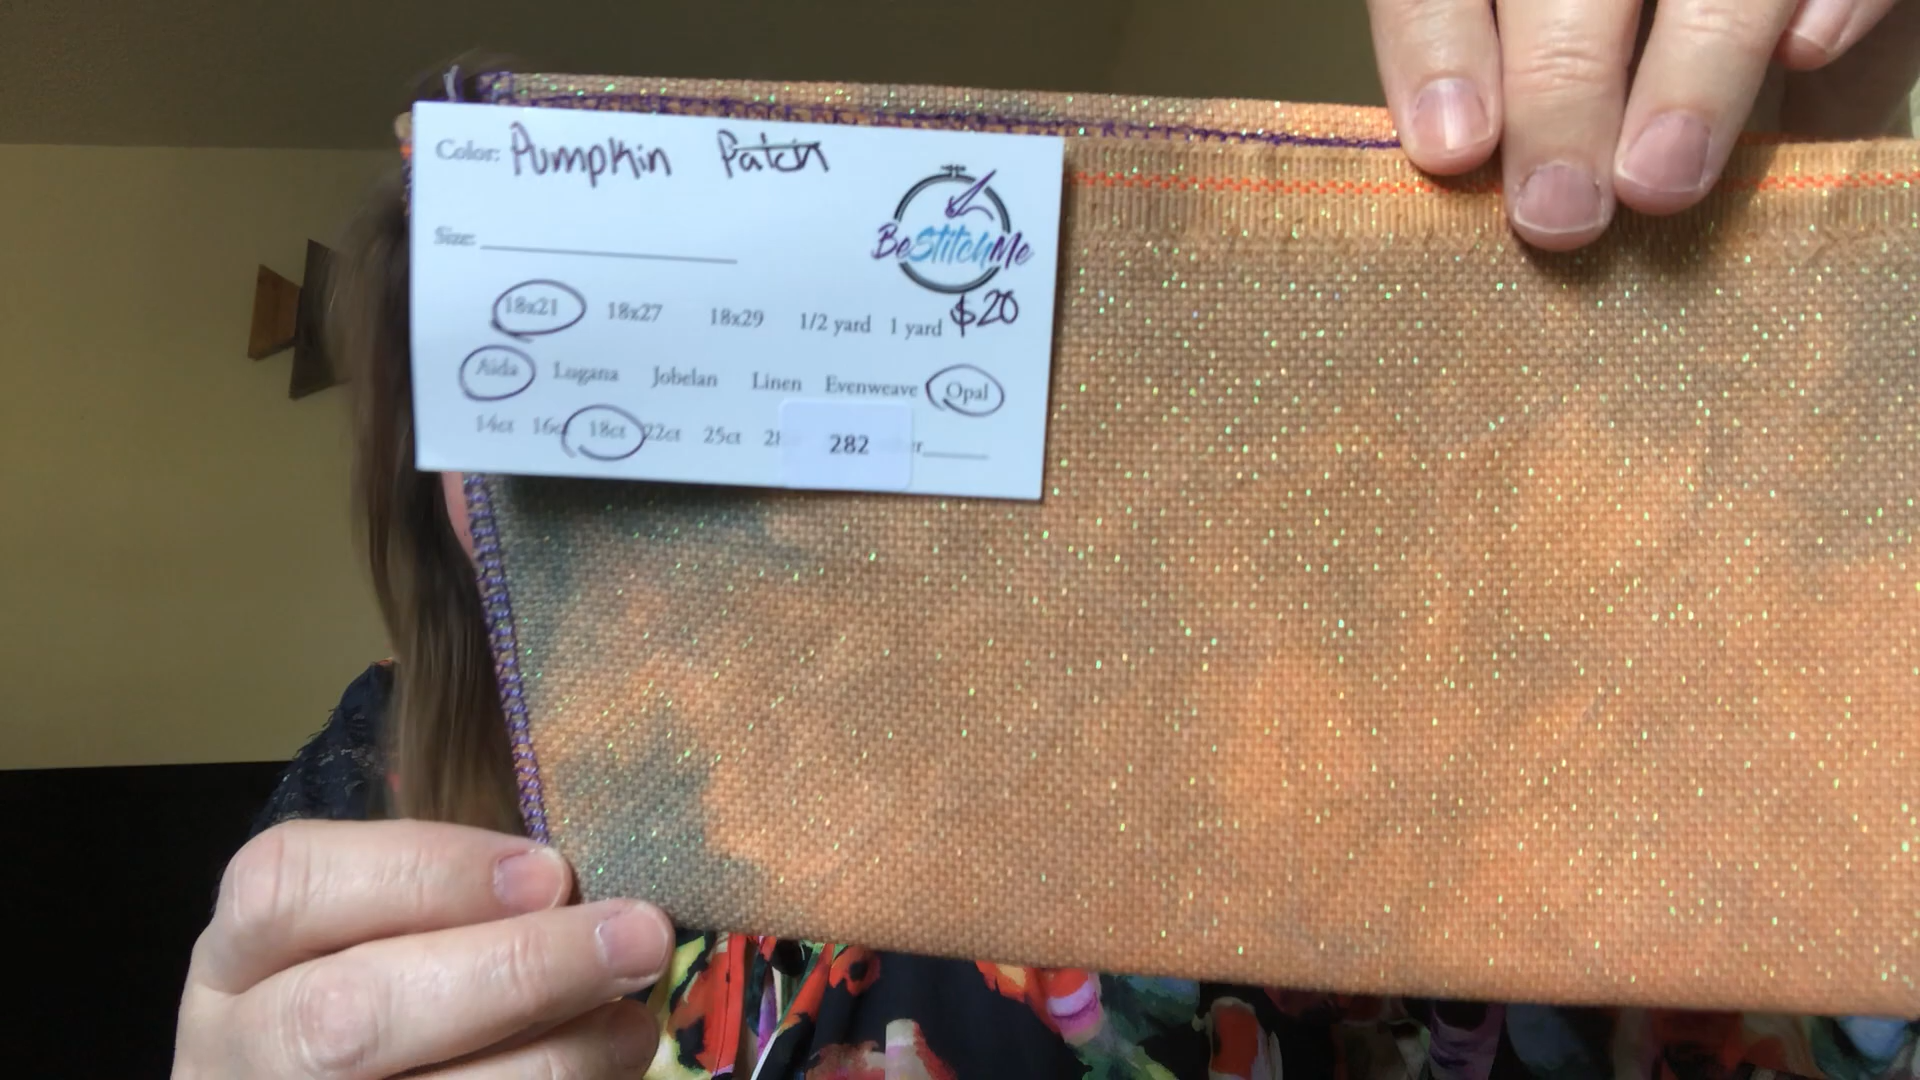 Color: Pumpkin Patch
Size:
BeStitchMe
18x21 18x27 18x29 1/2 yard 1 yard $20
Aida Lugana Jobelan Linen Evenweave Opal
14ct 16ct 18ct 22ct 25ct 282